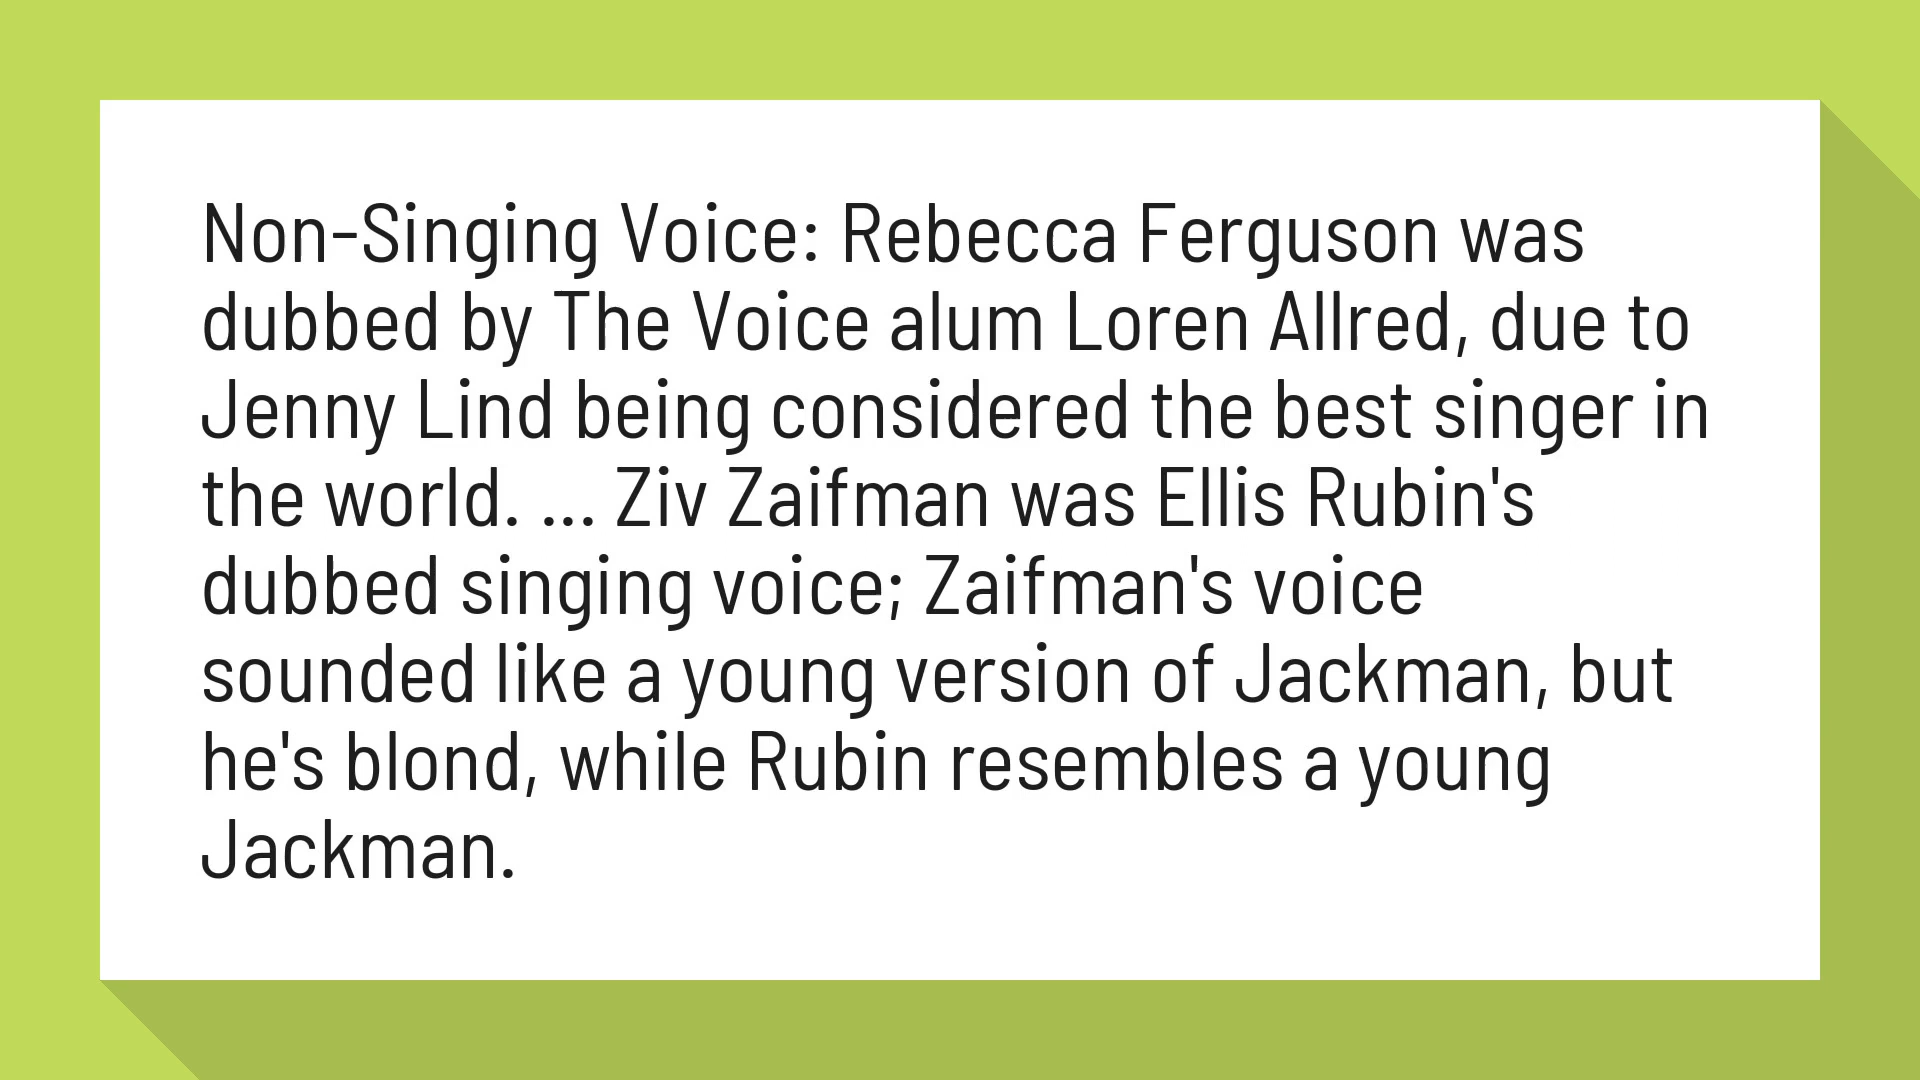 Non-Singing Voice: Rebecca Ferguson was
dubbed by The Voice alum Loren Allred, due to
Jenny Lind being considered the best singer in
the world. ... Ziv Zaifman was Ellis Rubin's
dubbed singing voice; Zaifman's voice
sounded like a young version of Jackman, but
he's blond, while Rubin resembles a young
Jackman.